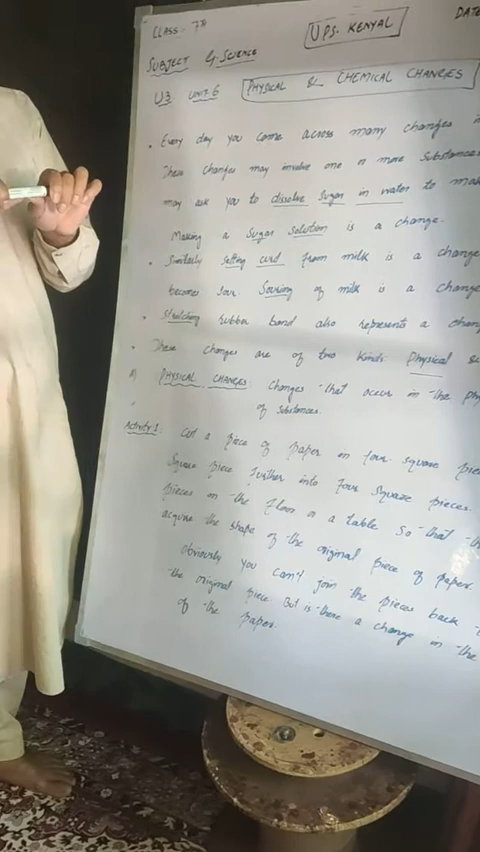 CLASS:- 7th
UPS- KENYAL
DATE
SUBJECT G. SCIENCE
U3 UNIT:6 PHYSICAL & CHEMICAL CHANGES
• Every day you come across many changes in
These changes may involve one or more substances
may ask you to dissolve sugar in water to mak
Making a sugar solution is a change.
• Similarly setting curd from milk is a change
becomes sour. Souring of milk is a change
• Stretching rubber band also represents a chan
• These changes are of two kinds Physical &
PHYSICAL CHANGES Changes that occur in the ph
of substances.
Activity 1: Cut a piece of paper in four square piec
Square piece further into four square pieces.
pieces on the floor or a table so that th
acquire the shape of the original piece of paper.
Obviously you can't join the pieces back t
the original piece But is there a change in the
of the paper.